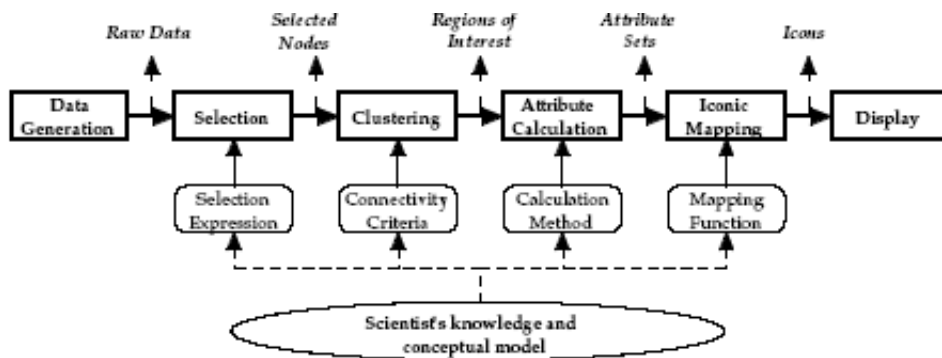 Raw Data
Selected
Nodes
Regions of
Interest
Attribute
Sets
Icons
Data
Generation
Selection
Clustering
Attribute
Calculation
Iconic
Mapping
Display
Selection
Expression
Connectivity
Criteria
Calculation
Method
Mapping
Function
Scientist's knowledge and
conceptual model